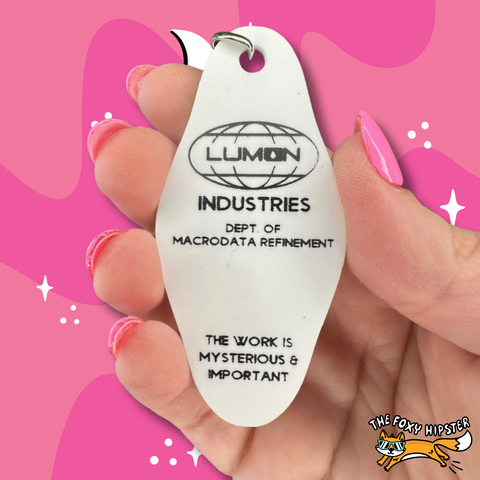 LUMON
INDUSTRIES
DEPT. OF
MACRODATA REFINEMENT
THE WORK IS
MYSTERIOUS &
IMPORTANT
THE FOXY HIPSTER